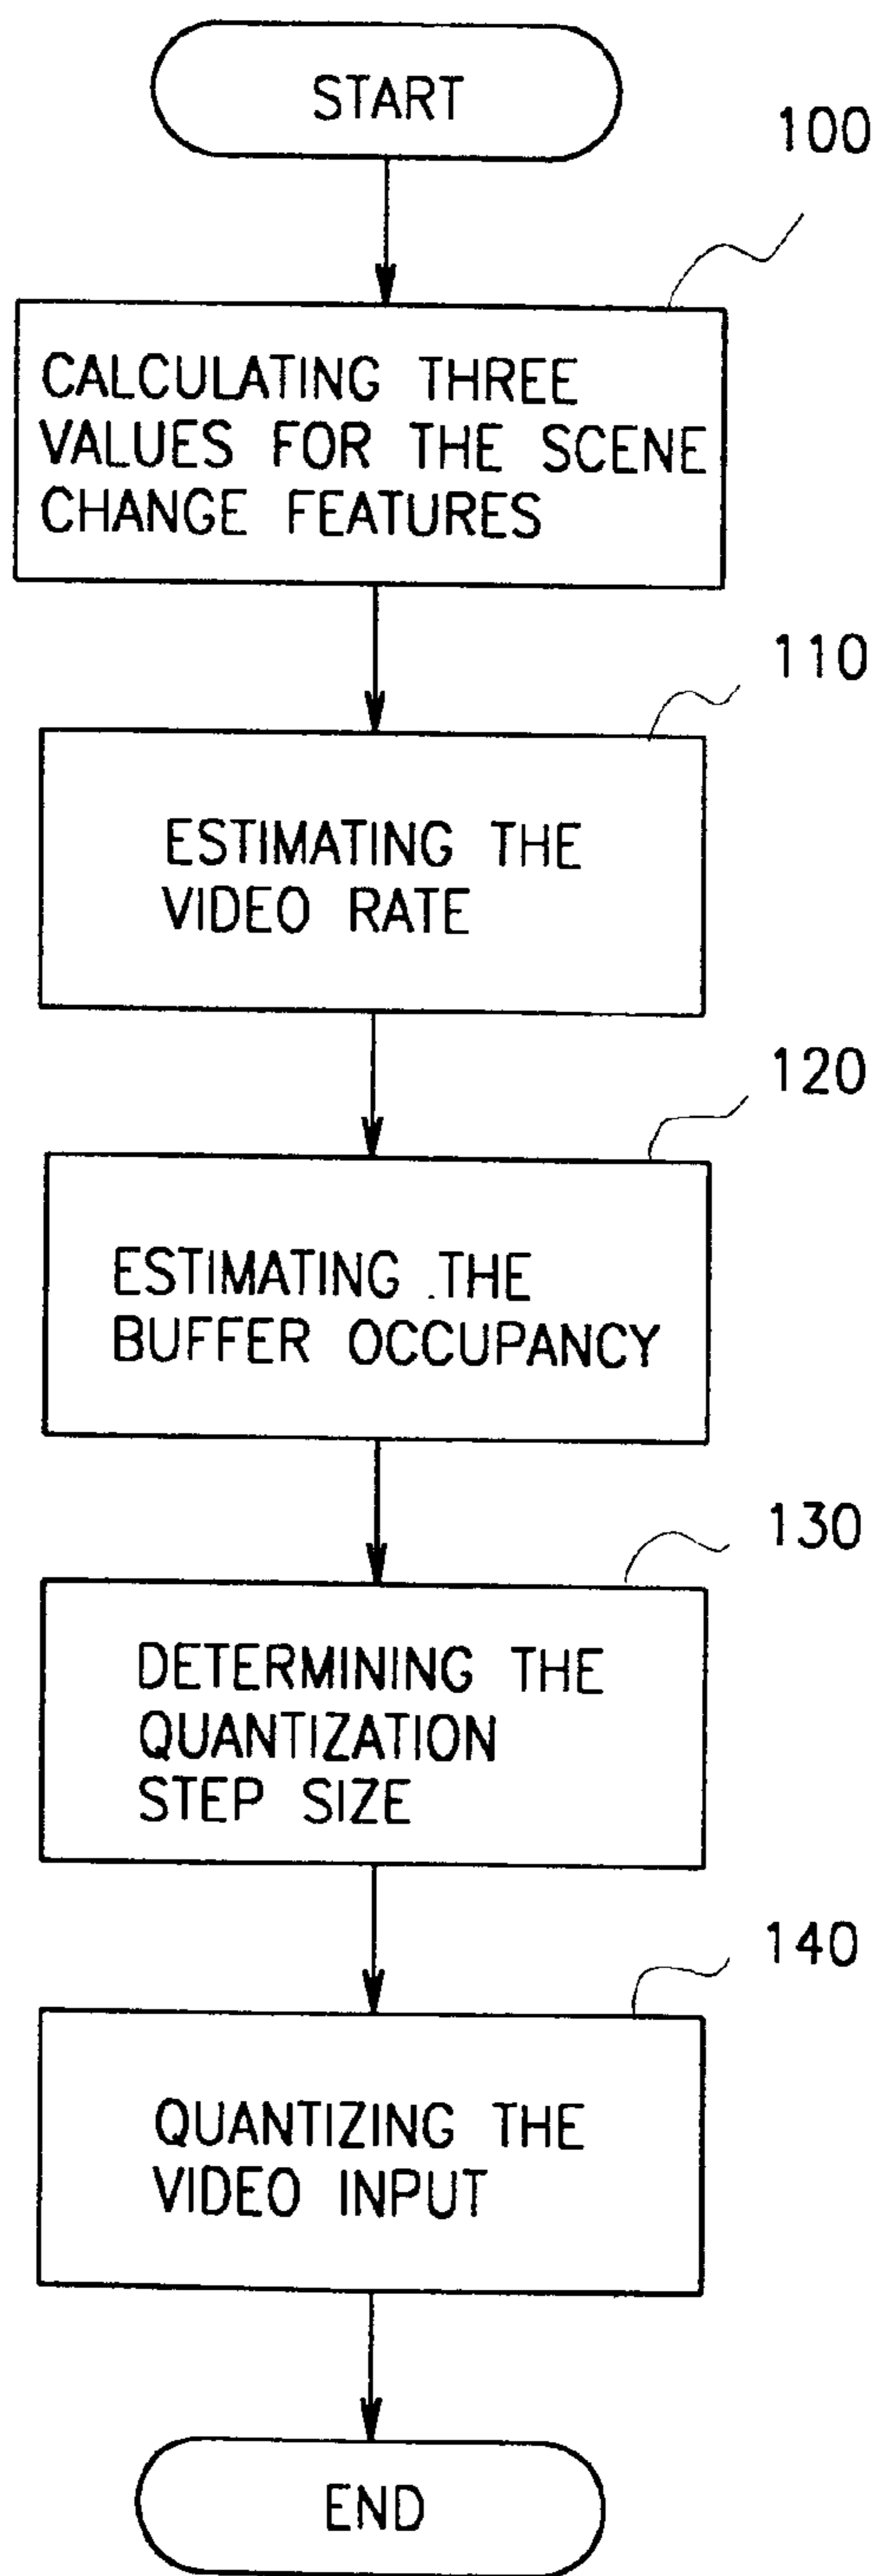 START
100
CALCULATING THREE
VALUES FOR THE SCENE
CHANGE FEATURES
110
ESTIMATING THE
VIDEO RATE
120
ESTIMATING THE
BUFFER OCCUPANCY
130
DETERMINING THE
QUANTIZATION
STEP SIZE
140
QUANTIZING THE
VIDEO INPUT
END